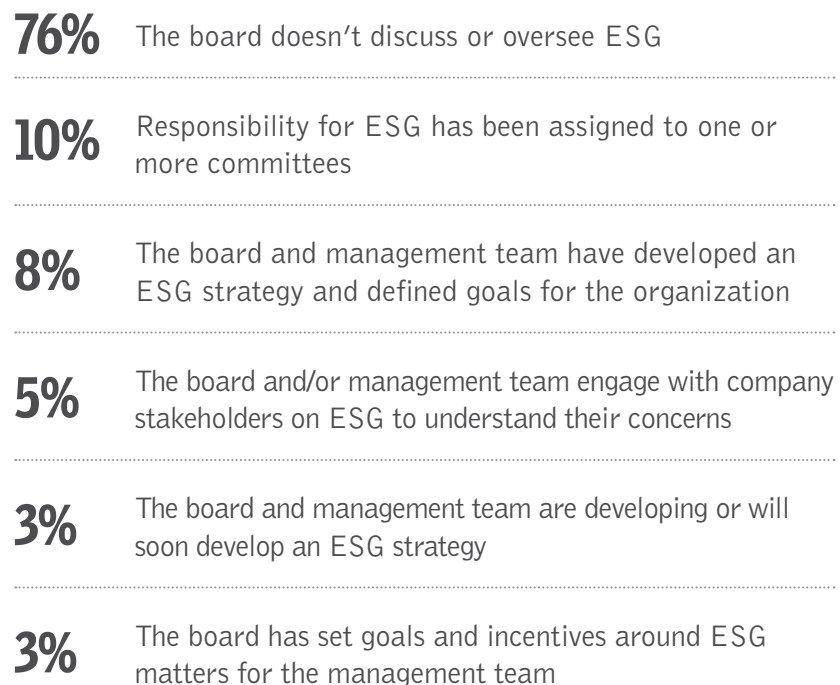 76% The board doesn't discuss or oversee ESG
10% Responsibility for ESG has been assigned to one or
more committees
8% The board and management team have developed an
ESG strategy and defined goals for the organization
5% The board and/or management team engage with company
stakeholders on ESG to understand their concerns
3% The board and management team are developing or will
soon develop an ESG strategy
3% The board has set goals and incentives around ESG
matters for the management team